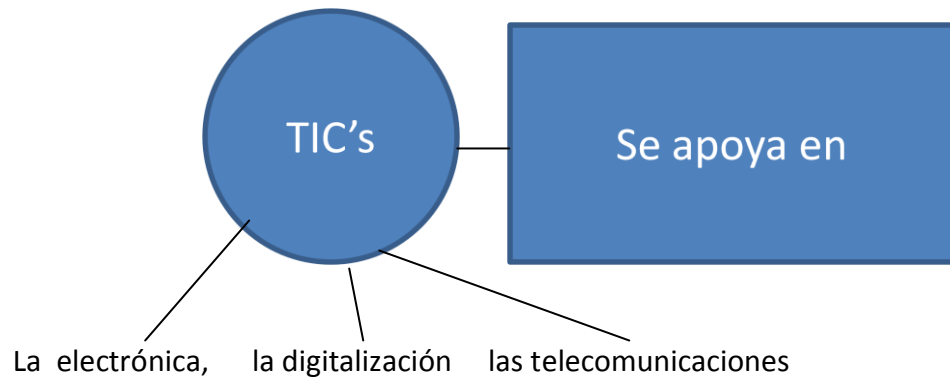 TIC’s
Se apoya en
La electrónica, la digitalización las telecomunicaciones